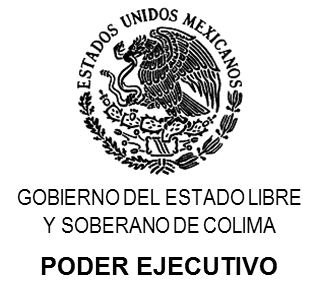 ESTADOS UNIDOS MEXICANOS
GOBIERNO DEL ESTADO LIBRE
Y SOBERANO DE COLIMA
PODER EJECUTIVO